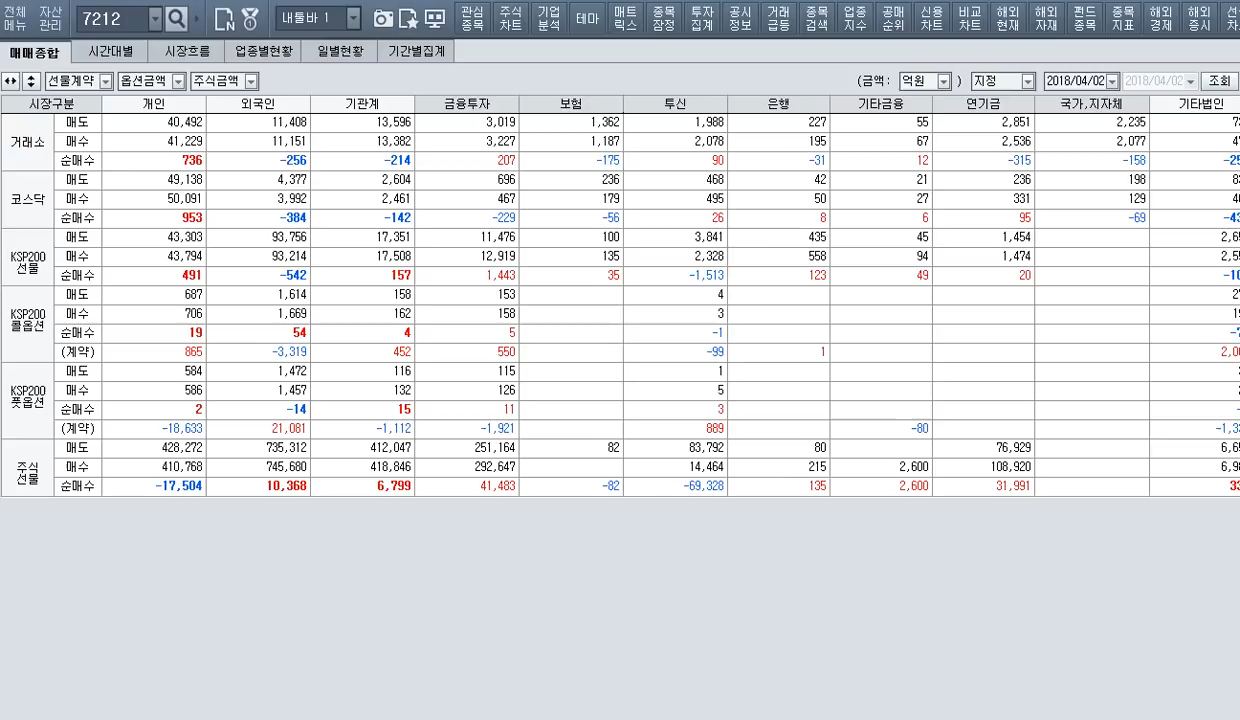 전체 메뉴 자산 관리 7212 내툴바 1 관심 종목 주식 차트 기업 분석 테마 매트 릭스 종목 잠정 투자 집계 공시 정보 거래 급등 종목 검색 업종 지수 공매 순위 신용 차트 비교 차트 해외 현재 해외 자재 펀드 종목 종목 지표 해외 경제 해외 증시
매매종합 시간대별 시장흐름 업종별현황 일별현황 기간별집계
선물계약 옵션금액 주식금액 (금액: 억원 ) 지정 2018/04/02 2018/04/02 조회
시장구분 개인 외국인 기관계 금융투자 보험 투신 은행 기타금융 연기금 국가,지자체 기타법인
거래소
매도 40,492 11,408 13,596 3,019 1,362 1,988 227 55 2,851 2,235
매수 41,229 11,151 13,382 3,227 1,187 2,078 195 67 2,536 2,077
순매수 736 -256 -214 207 -175 90 -31 12 -315 -158
코스닥
매도 49,138 4,377 2,604 696 236 468 42 21 236 198
매수 50,091 3,992 2,461 467 179 495 50 27 331 129
순매수 953 -384 -142 -229 -56 26 8 6 95 -69
KSP200 선물
매도 43,303 93,756 17,351 11,476 100 3,841 435 45 1,454
매수 43,794 93,214 17,508 12,919 135 2,328 558 94 1,474
순매수 491 -542 157 1,443 35 -1,513 123 49 20
KSP200 콜옵션
매도 687 1,614 158 153 4
매수 706 1,669 162 158 3
순매수 19 54 4 5 -1
(계약) 865 -3,319 452 550 -99 1
KSP200 풋옵션
매도 584 1,472 116 115 1
매수 586 1,457 132 126 5
순매수 2 -14 15 11 3
(계약) -18,633 21,081 -1,112 -1,921 889 -80
주식 선물
매도 428,272 735,312 412,047 251,164 82 83,792 80 76,929
매수 410,768 745,680 418,846 292,647 14,464 215 2,600 108,920
순매수 -17,504 10,368 6,799 41,483 -82 -69,328 135 2,600 31,991